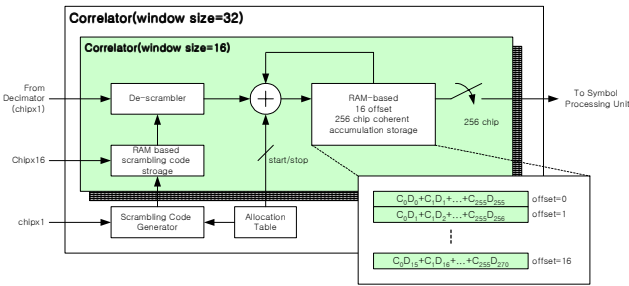 Correlator(window size=32)
Correlator(window size=16)
From
Decimator
(chipx1)
De-scrambler
RAM-based
16 offset
256 chip coherent
accumulation storage
256 chip
To Symbol
Processing Unit
Chipx16
RAM based
scrambling code
stroage
start/stop
chipx1
Scrambling Code
Generator
Allocation
Table
C₀D₀+C₁D₁+...+C₂₅₅D₂₅₅ offset=0
C₀D₁+C₁D₂+...+C₂₅₅D₂₅₆ offset=1
C₀D₁₅+C₁D₁₆+...+C₂₅₅D₂₇₀ offset=16